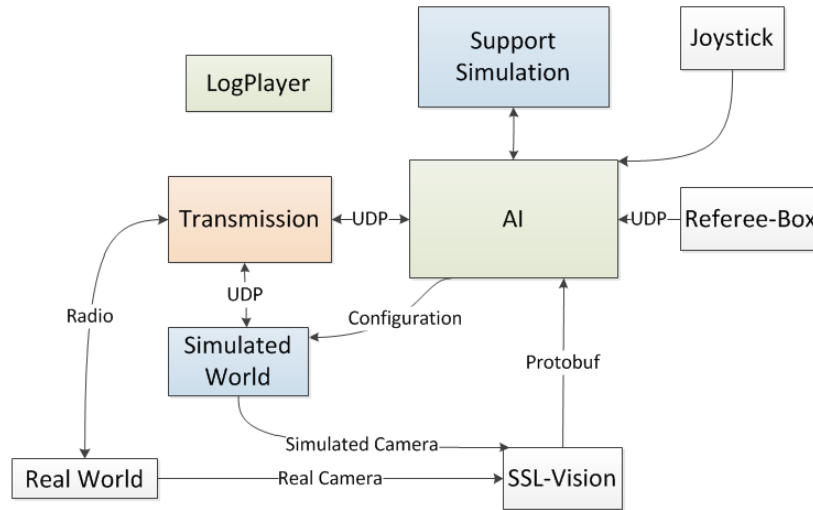 Support
Simulation
Joystick
LogPlayer
Transmission
UDP
AI
UDP
Referee-Box
UDP
Radio
Configuration
Simulated
World
Protobuf
Simulated Camera
Real World
Real Camera
SSL-Vision